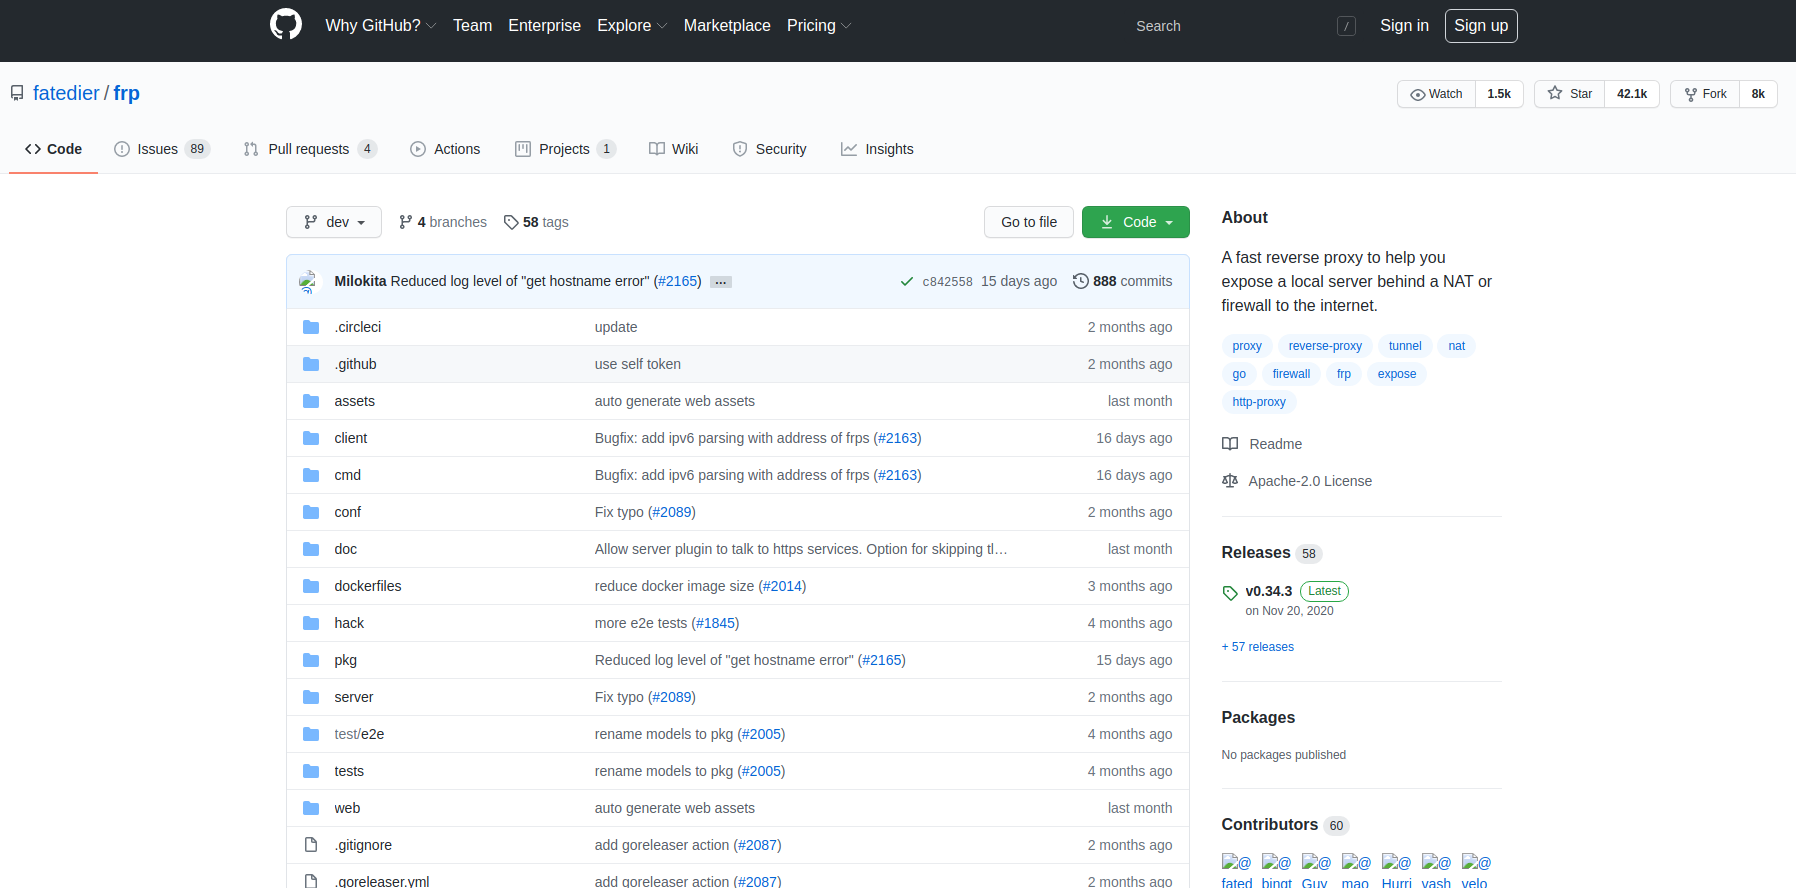 Why GitHub? Team Enterprise Explore Marketplace Pricing Search / Sign in Sign up
fatedier / frp Watch 1.5k Star 42.1k Fork 8k
Code Issues 89 Pull requests 4 Actions Projects 1 Wiki Security Insights
dev 4 branches 58 tags Go to file Code
Milokita Reduced log level of "get hostname error" (#2165) ... c842558 15 days ago 888 commits
.circleci update 2 months ago
.github use self token 2 months ago
assets auto generate web assets last month
client Bugfix: add ipv6 parsing with address of frps (#2163) 16 days ago
cmd Bugfix: add ipv6 parsing with address of frps (#2163) 16 days ago
conf Fix typo (#2089) 2 months ago
doc Allow server plugin to talk to https services. Option for skipping tl… last month
dockerfiles reduce docker image size (#2014) 3 months ago
hack more e2e tests (#1845) 4 months ago
pkg Reduced log level of "get hostname error" (#2165) 15 days ago
server Fix typo (#2089) 2 months ago
test/e2e rename models to pkg (#2005) 4 months ago
tests rename models to pkg (#2005) 4 months ago
web auto generate web assets last month
.gitignore add goreleaser action (#2087) 2 months ago
.goreleaser.yml add goreleaser action (#2087) 2 months ago
About
A fast reverse proxy to help you
expose a local server behind a NAT or
firewall to the internet.
proxy reverse-proxy tunnel nat
go firewall frp expose
http-proxy
Readme
Apache-2.0 License
Releases 58
v0.34.3 Latest
on Nov 20, 2020
+ 57 releases
Packages
No packages published
Contributors 60
@ @ @ @ @ @ @
fated bingt Guy mao Hurri vash velo